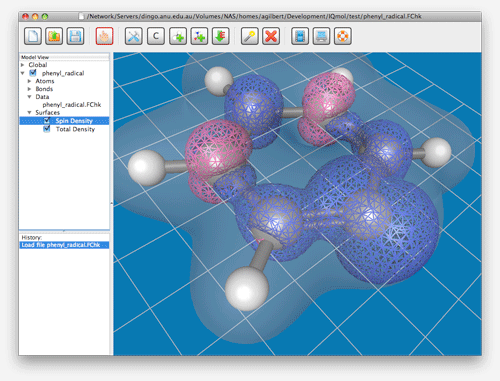 /Network/Servers/dingo.anu.edu.au/Volumes/NAS/homes/agilbert/Development/IQmol/test/phenyl_radical.FChk
C
Model View
Global
phenyl_radical
Atoms
Bonds
Data
phenyl_radical.FChk
Surfaces
Spin Density
Total Density
History:
Load file phenyl_radical.FChk